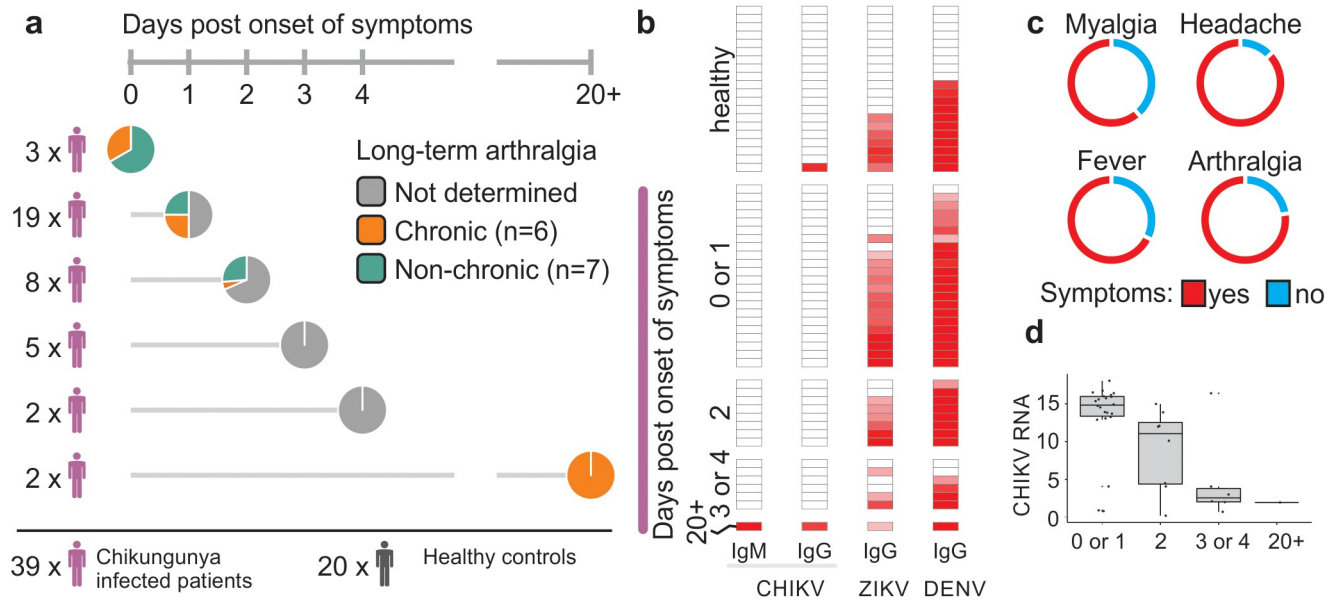 a
Days post onset of symptoms
0 1 2 3 4 20+
3 x
19 x
8 x
5 x
2 x
2 x
Long-term arthralgia
Not determined
Chronic (n=6)
Non-chronic (n=7)
39 x
Chikungunya
infected patients
20 x
Healthy controls
b
healthy
0 or 1
2
3 or 4
20+
Days post onset of symptoms
IgM IgG IgG IgG
CHIKV ZIKV DENV
c
Myalgia Headache
Fever Arthralgia
Symptoms: yes no
d
CHIKV RNA
15
10
5
0
0 or 1 2 3 or 4 20+